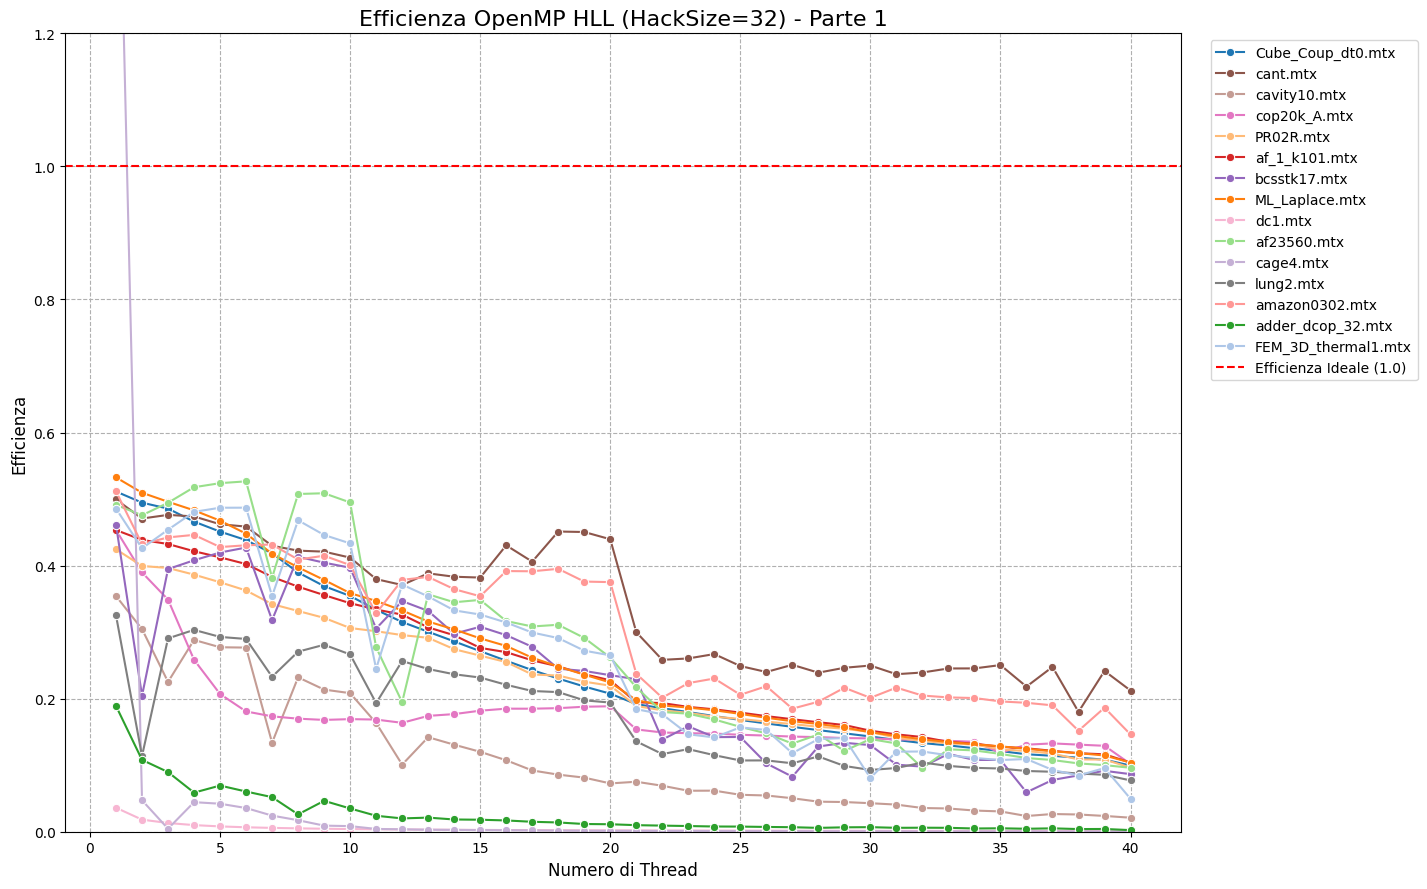 Efficienza OpenMP HLL (HackSize=32) - Parte 1
1.2
1.0
0.8
0.6
0.4
0.2
0.0
Efficienza
0 5 10 15 20 25 30 35 40
Numero di Thread
Cube_Coup_dt0.mtx
cant.mtx
cavity10.mtx
cop20k_A.mtx
PR02R.mtx
af_1_k101.mtx
bcsstk17.mtx
ML_Laplace.mtx
dc1.mtx
af23560.mtx
cage4.mtx
lung2.mtx
amazon0302.mtx
adder_dcop_32.mtx
FEM_3D_thermal1.mtx
Efficienza Ideale (1.0)